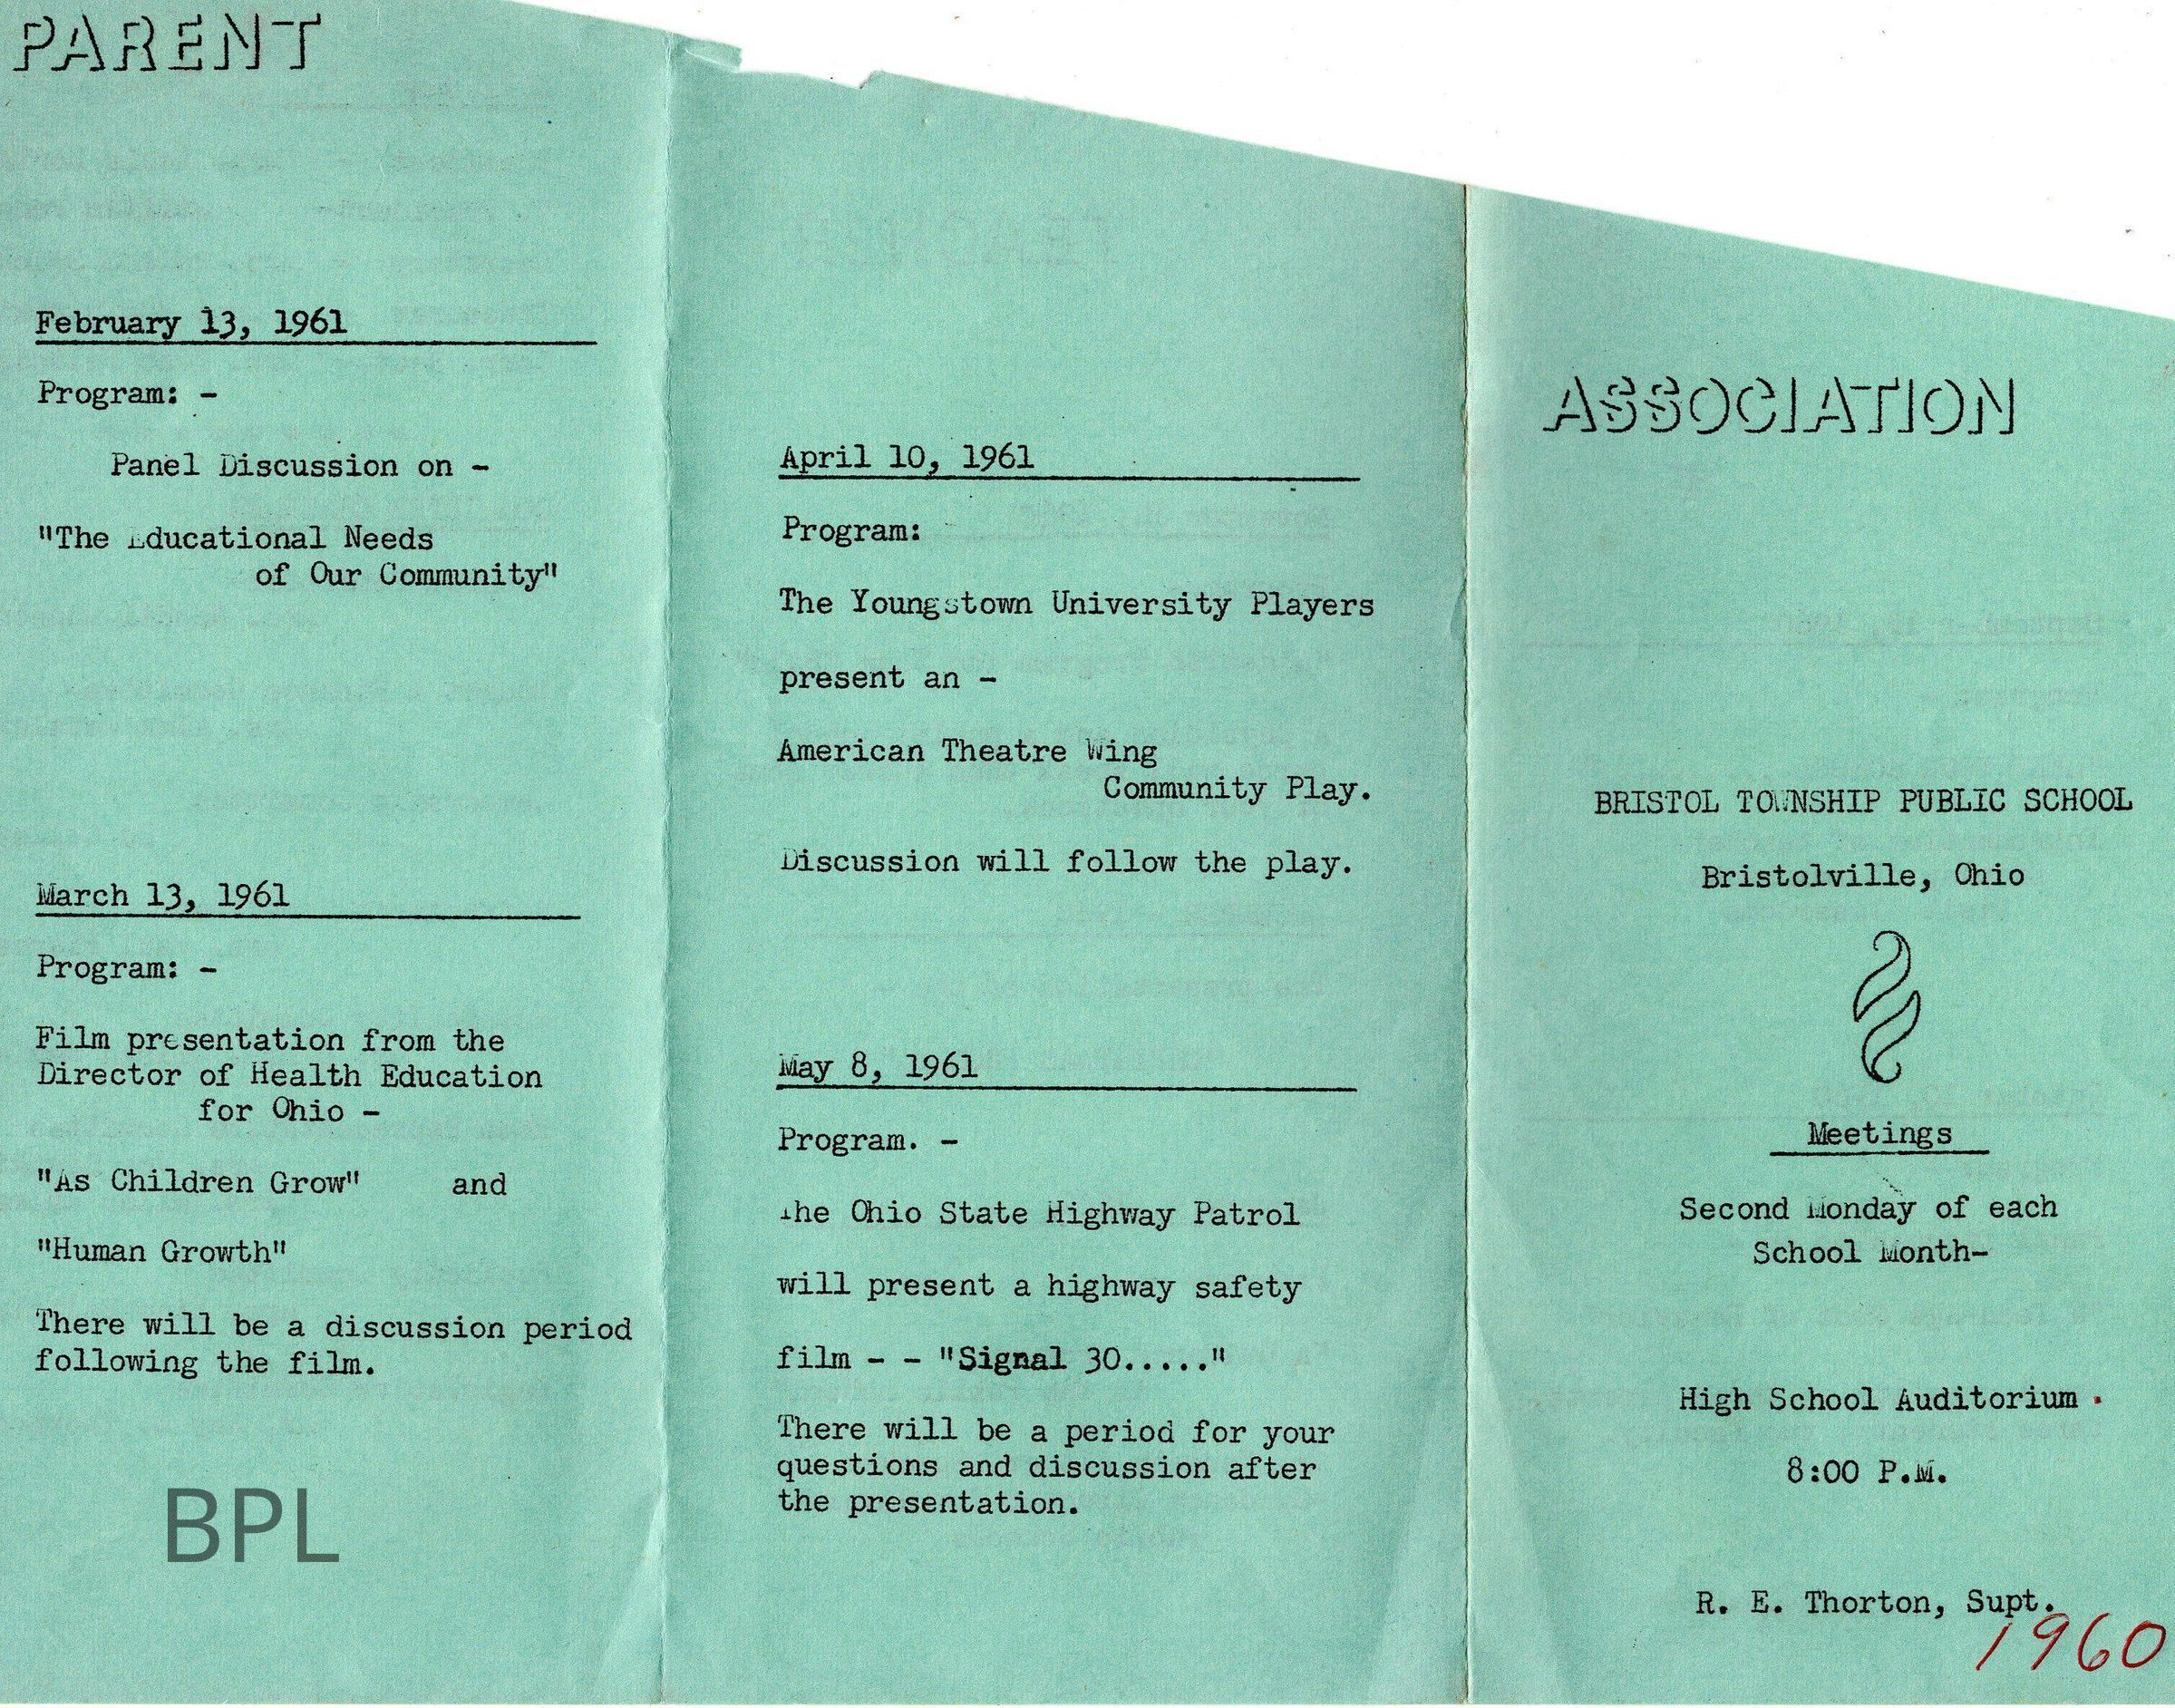 PARENT
February 13, 1961
Program: -
Panel Discussion on -
"The Educational Needs
of Our Community"
March 13, 1961
Program: -
Film presentation from the
Director of Health Education
for Ohio -
"As Children Grow" and
"Human Growth"
There will be a discussion period
following the film.
BPL
April 10, 1961
Program:
The Youngstown University Players
present an -
American Theatre Wing
Community Play.
Discussion will follow the play.
May 8, 1961
Program. -
The Ohio State Highway Patrol
will present a highway safety
film - - "Signal 30....."
There will be a period for your
questions and discussion after
the presentation.
ASSOCIATION
BRISTOL TOWNSHIP PUBLIC SCHOOL
Bristolville, Ohio
Meetings
Second Monday of each
School Month-
High School Auditorium .
8:00 P.M.
R. E. Thorton, Supt.
1960